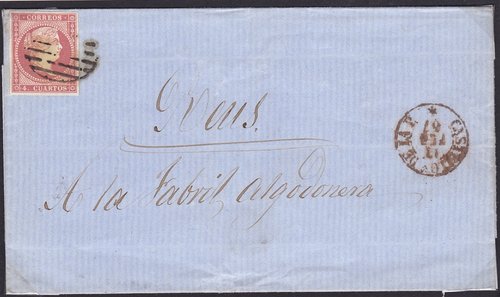 CORREOS
4. CUARTOS
Reus.
A la Fabril Algodonera